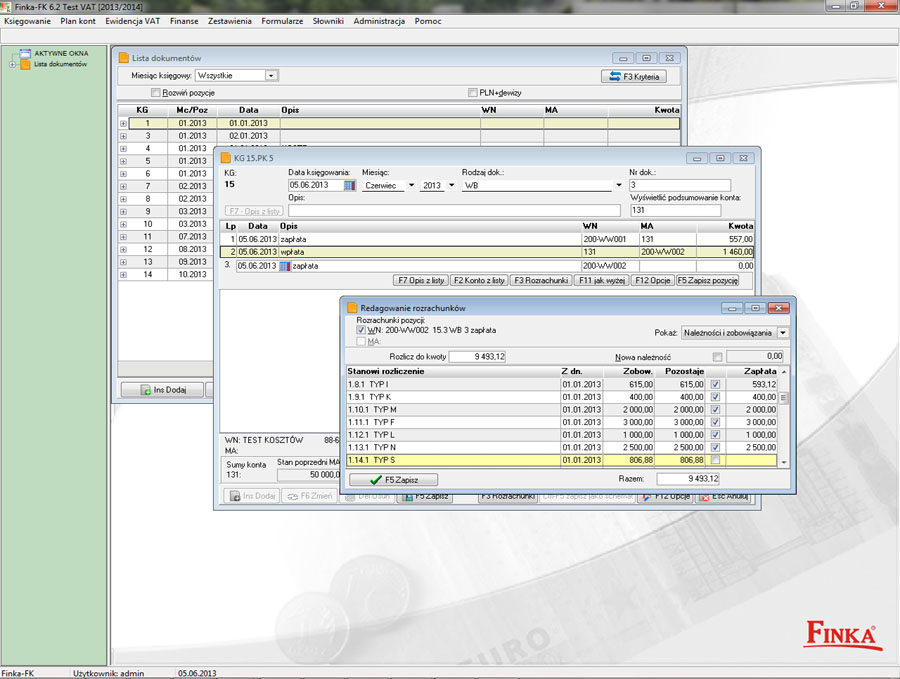 Finka-FK 6.2 Test VAT [2013/2014]
Księgowanie Plan kont Ewidencja VAT Finanse Zestawienia Formularze Słowniki Administracja Pomoc
AKTYWNE OKNA
Lista dokumentów
Lista dokumentów
Miesiąc księgowy: Wszystkie F3 Kryteria
Rozwiń pozycje PLN+dewizy
KG Mc/Poz Data Opis WN MA Kwota
1 01.2013 01.01.2013
3 01.2013 02.01.2013
4 01.2013
5 01.2013
6 01.2013
7 02.2013
8 02.2013
9 03.2013
10 03.2013
11 07.2013
12 08.2013
13 09.2013
14 10.2013
Ins Dodaj
KG 15.PK 5
KG: Data księgowania: Miesiąc: Rodzaj dok.: Nr dok.:
15 05.06.2013 Czerwiec 2013 WB 3
Opis: Wyświetlić podsumowanie konta:
F7 - Opis z listy 131
Lp Data Opis WN MA Kwota
1 05.06.2013 zapłata 200-WW001 131 557,00
2 05.06.2013 wpłata 131 200-WW002 1 460,00
3. 05.06.2013 zapłata 200-WW002 0,00
F7 Opis z listy F2 Konto z listy F3 Rozrachunki F11 jak wyżej F12 Opcje F5 Zapisz pozycję
WN: TEST KOSZTÓW 88-6
MA:
Sumy konta Stan poprzedni MA
131: 50 000,0
Ins Dodaj F6 Zmień Del Usuń F5 Zapisz F3 Rozrachunki Ctrl-F5 zapisz jako schemat F12 Opcje Esc Anuluj
Redagowanie rozrachunków
Rozrachunki pozycji:
WN: 200-WW002 15.3 WB 3 zapłata
MA:
Pokaż: Należności i zobowiązania
Rozlicz do kwoty 9 493,12 Nowa należność 0,00
Stanowi rozliczenie Z dn. Zobow. Pozostaje Zapłata
1.8.1 TYP I 01.01.2013 615,00 615,00 593,12
1.9.1 TYP K 01.01.2013 400,00 400,00 400,00
1.10.1 TYP M 01.01.2013 2 000,00 2 000,00 2 000,00
1.11.1 TYP F 01.01.2013 3 000,00 3 000,00 3 000,00
1.12.1 TYP L 01.01.2013 1 000,00 1 000,00 1 000,00
1.13.1 TYP N 01.01.2013 2 500,00 2 500,00 2 500,00
1.14.1 TYP S 01.01.2013 806,88 806,88
F5 Zapisz Razem: 9 493,12
EURO
FINKA
Finka-FK Użytkownik: admin 05.06.2013